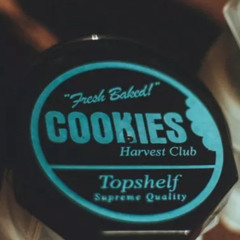 "Fresh Baked!"
COOKIES
Harvest Club
Topshelf
Supreme Quality